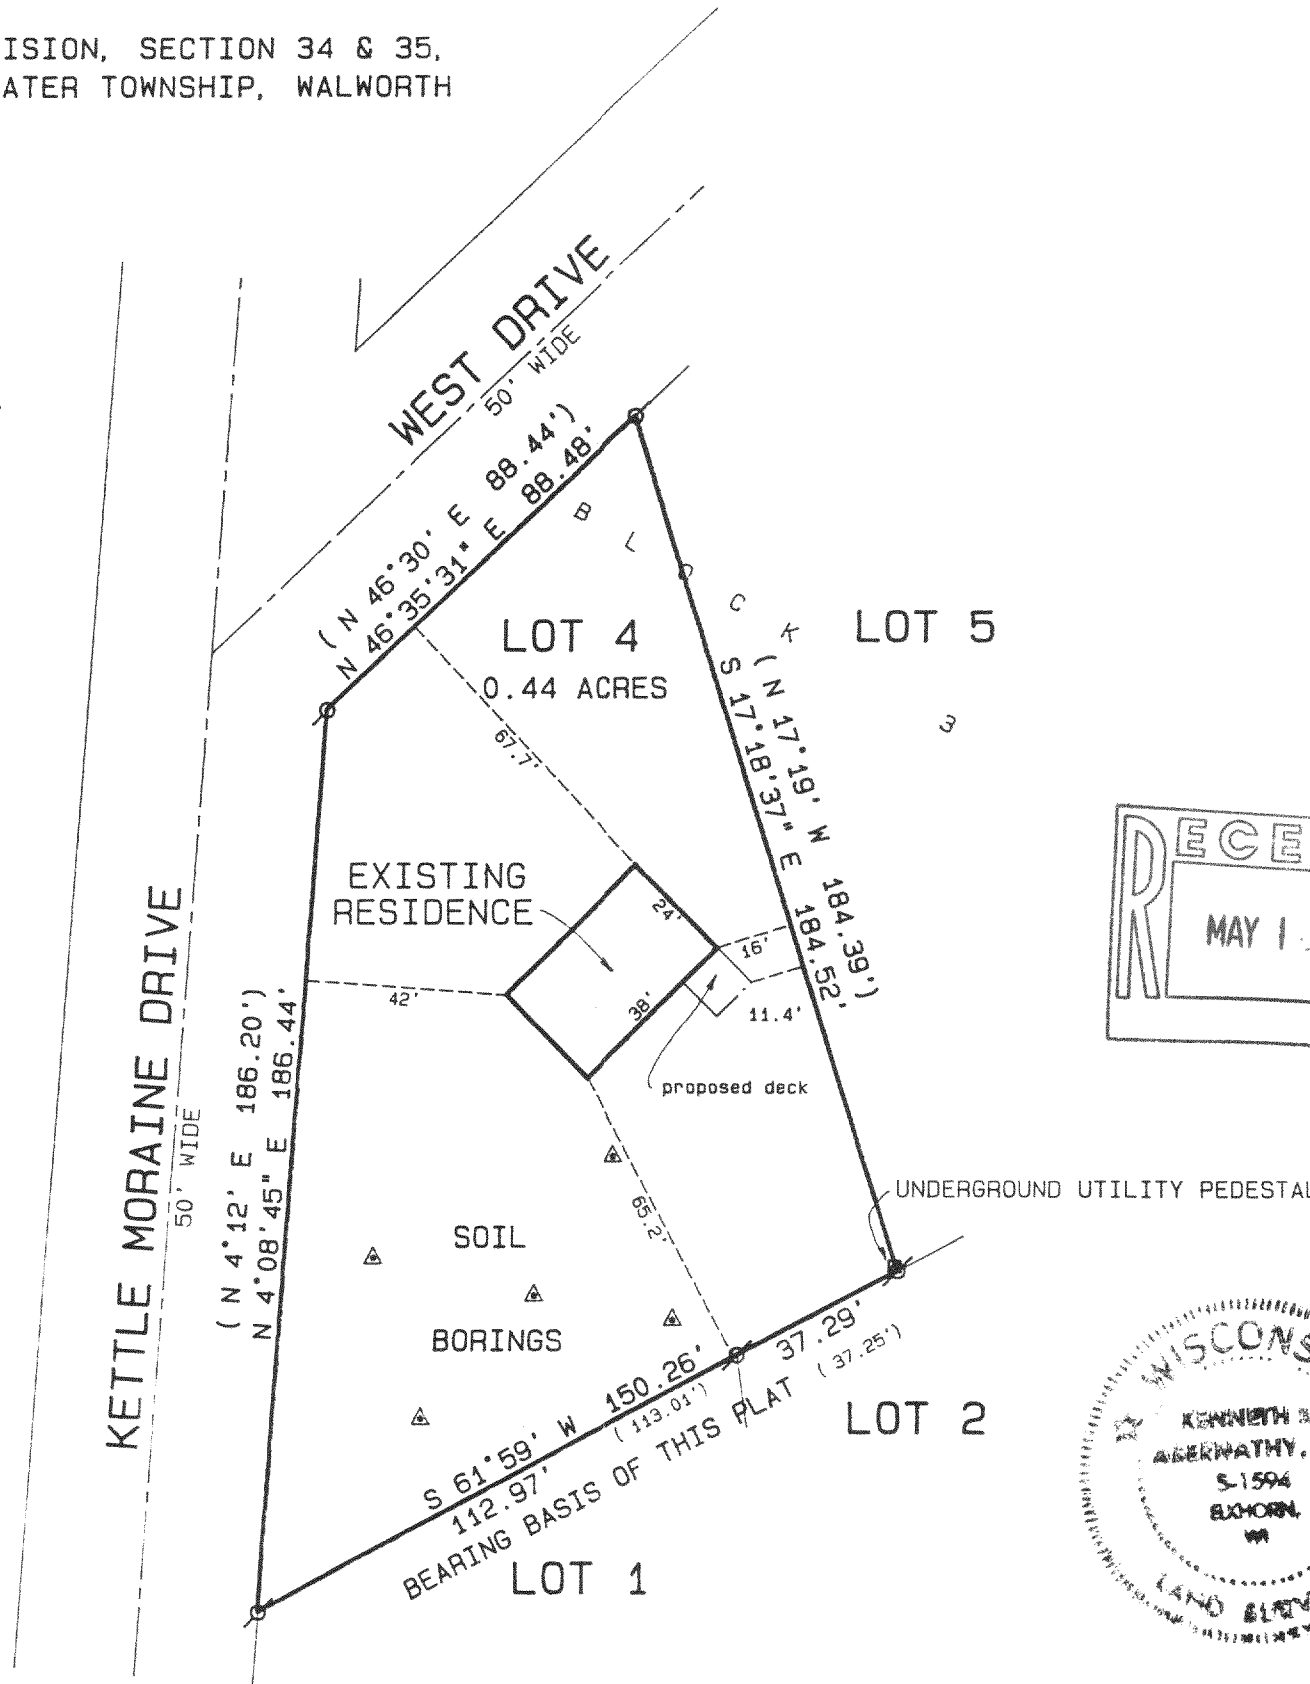 ISION, SECTION 34 & 35,
ATER TOWNSHIP, WALWORTH
WEST DRIVE
50' WIDE
( N 46°30' E 88.44')
N 46°35'31" E 88.48'
BLOCK 3
LOT 4
0.44 ACRES
LOT 5
67.7'
S 17°18'37" E 184.52'
( N 17°19' W 184.39')
EXISTING
RESIDENCE
24'
16'
42'
38'
11.4'
proposed deck
KETTLE MORAINE DRIVE
50' WIDE
( N 4°12' E 186.20')
N 4°08'45" E 186.44'
RECE
MAY 1
UNDERGROUND UTILITY PEDESTAL
65.2'
SOIL
BORINGS
S 61°59' W 150.26'
112.97'
( 113.01')
37.29'
( 37.25')
BEARING BASIS OF THIS PLAT
LOT 2
LOT 1
WISCONS
KENNETH
ABERNATHY,
S-1594
ELKHORN,
WI
LAND